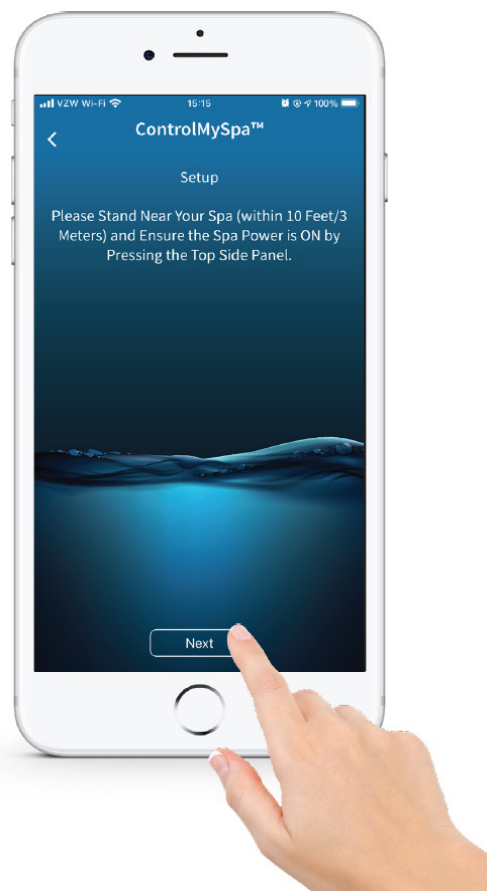 VZW Wi-Fi 15:15 100%
ControlMySpa™
Setup
Please Stand Near Your Spa (within 10 Feet/3
Meters) and Ensure the Spa Power is ON by
Pressing the Top Side Panel.
Next